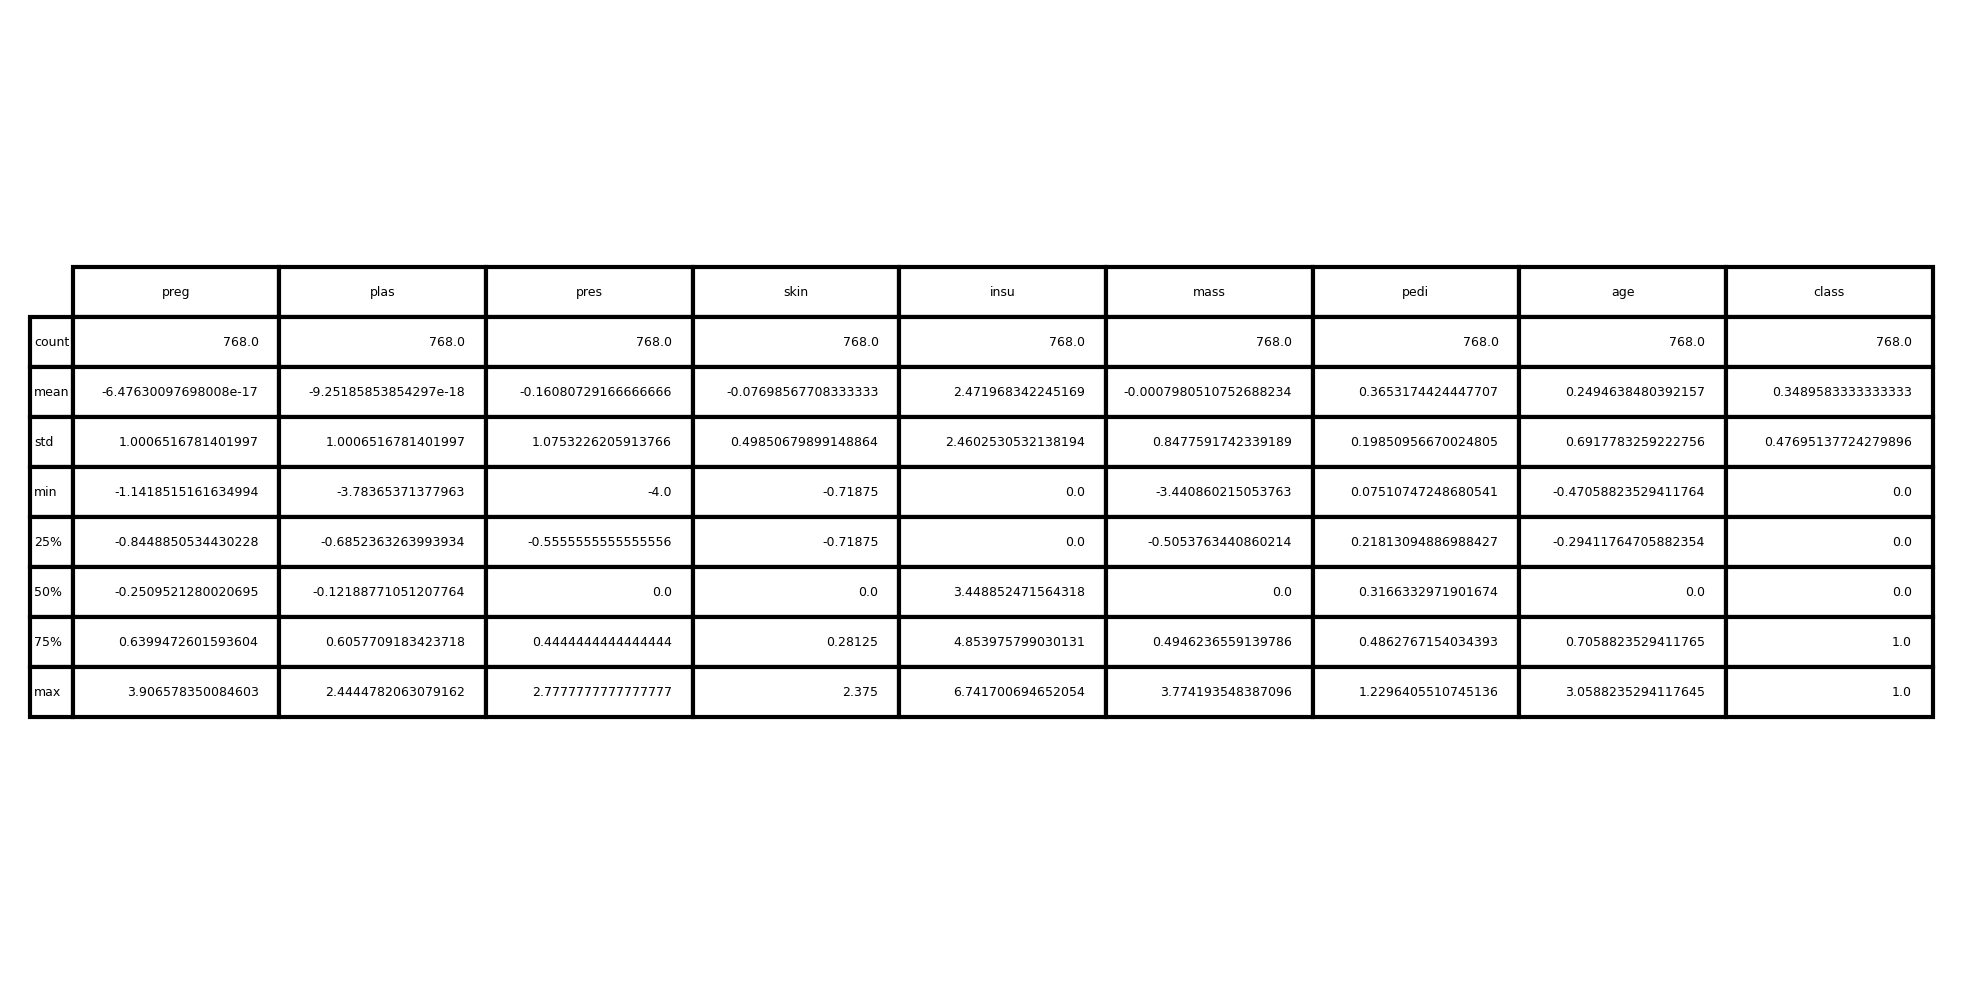 preg plas pres skin insu mass pedi age class
count 768.0 768.0 768.0 768.0 768.0 768.0 768.0 768.0 768.0
mean -6.47630097698008e-17 -9.25185853854297e-18 -0.16080729166666666 -0.07698567708333333 2.471968342245169 -0.0007980510752688234 0.3653174424447707 0.2494638480392157 0.3489583333333333
std 1.0006516781401997 1.0006516781401997 1.0753226205913766 0.49850679899148864 2.4602530532138194 0.8477591742339189 0.19850956670024805 0.6917783259222756 0.47695137724279896
min -1.1418515161634994 -3.78365371377963 -4.0 -0.71875 0.0 -3.440860215053763 0.07510747248680541 -0.47058823529411764 0.0
25% -0.8448850534430228 -0.6852363263993934 -0.5555555555555556 -0.71875 0.0 -0.5053763440860214 0.21813094886988427 -0.29411764705882354 0.0
50% -0.2509521280020695 -0.12188771051207764 0.0 0.0 3.448852471564318 0.0 0.3166332971901674 0.0 0.0
75% 0.6399472601593604 0.6057709183423718 0.4444444444444444 0.28125 4.853975799030131 0.4946236559139786 0.4862767154034393 0.7058823529411765 1.0
max 3.906578350084603 2.4444782063079162 2.7777777777777777 2.375 6.741700694652054 3.774193548387096 1.2296405510745136 3.0588235294117645 1.0